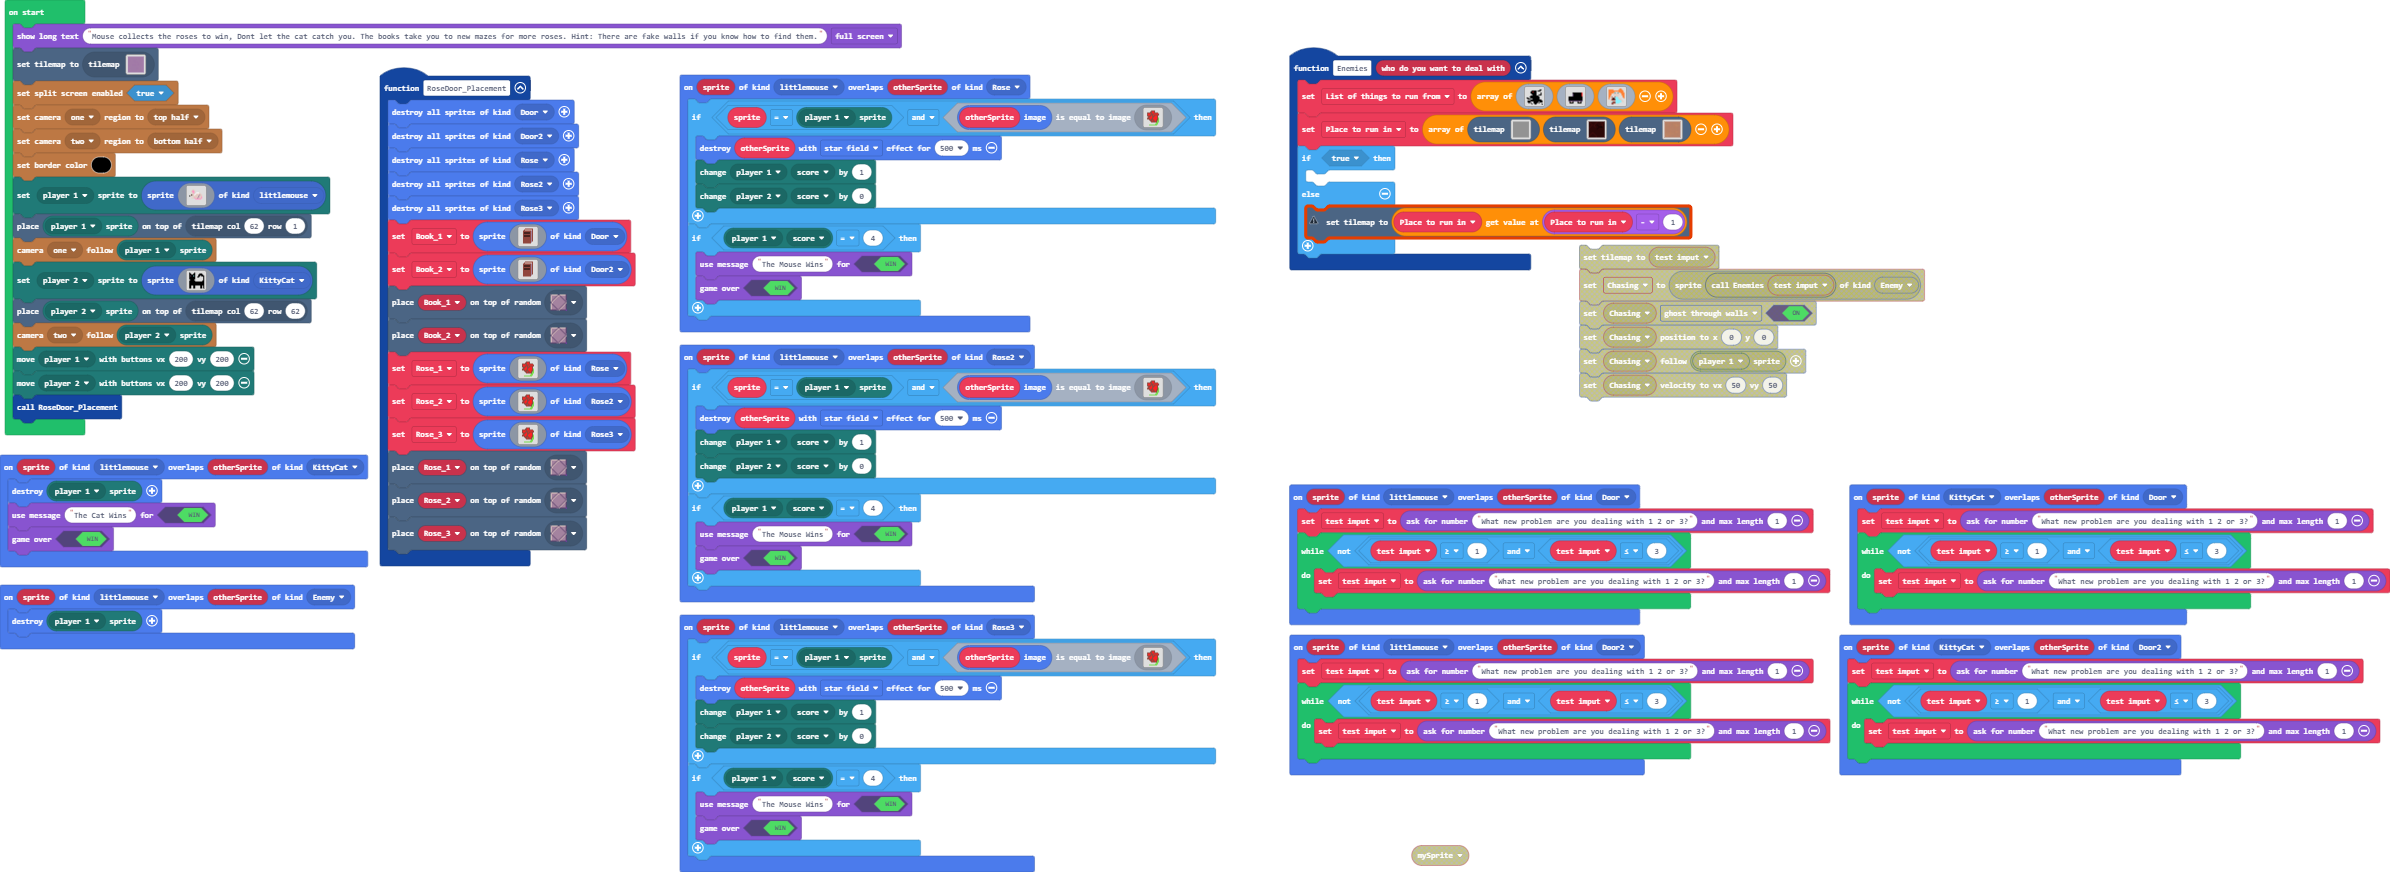 on start
show long text "Mouse collects the roses to win, Dont let the cat catch you. The books take you to new mazes for more roses. Hint: There are fake walls if you know how to find them." full screen
set tilemap to tilemap
set split screen enabled true
set camera one region to top half
set camera two region to bottom half
set border color
set player 1 sprite to sprite of kind littlemouse
place player 1 sprite on top of tilemap col 62 row 1
camera one follow player 1 sprite
set player 2 sprite to sprite of kind KittyCat
place player 2 sprite on top of tilemap col 62 row 62
camera two follow player 2 sprite
move player 1 with buttons vx 200 vy 200
move player 2 with buttons vx 200 vy 200
call RoseDoor_Placement
on sprite of kind littlemouse overlaps otherSprite of kind KittyCat
destroy player 1 sprite
use message "The Cat Wins" for WIN
game over WIN
on sprite of kind littlemouse overlaps otherSprite of kind Enemy
destroy player 1 sprite
function RoseDoor_Placement
destroy all sprites of kind Door
destroy all sprites of kind Door2
destroy all sprites of kind Rose
destroy all sprites of kind Rose2
destroy all sprites of kind Rose3
set Book_1 to sprite of kind Door
set Book_2 to sprite of kind Door2
place Book_1 on top of random
place Book_2 on top of random
set Rose_1 to sprite of kind Rose
set Rose_2 to sprite of kind Rose2
set Rose_3 to sprite of kind Rose3
place Rose_1 on top of random
place Rose_2 on top of random
place Rose_3 on top of random
on sprite of kind littlemouse overlaps otherSprite of kind Rose
if sprite = player 1 sprite and otherSprite image is equal to image then
destroy otherSprite with star field effect for 500 ms
change player 1 score by 1
change player 2 score by 0
if player 1 score = 4 then
use message "The Mouse Wins" for WIN
game over WIN
on sprite of kind littlemouse overlaps otherSprite of kind Rose2
if sprite = player 1 sprite and otherSprite image is equal to image then
destroy otherSprite with star field effect for 500 ms
change player 1 score by 1
change player 2 score by 0
if player 1 score = 4 then
use message "The Mouse Wins" for WIN
game over WIN
on sprite of kind littlemouse overlaps otherSprite of kind Rose3
if sprite = player 1 sprite and otherSprite image is equal to image then
destroy otherSprite with star field effect for 500 ms
change player 1 score by 1
change player 2 score by 0
if player 1 score = 4 then
use message "The Mouse Wins" for WIN
game over WIN
function Enemies who do you want to deal with
set List of things to run from to array of
set Place to run in to array of tilemap tilemap tilemap
if true then
else
set tilemap to Place to run in get value at Place to run in - 1
set tilemap to test imput
set Chasing to sprite call Enemies test imput of kind Enemy
set Chasing ghost through walls ON
set Chasing position to x 0 y 0
set Chasing follow player 1 sprite
set Chasing velocity to vx 50 vy 50
on sprite of kind littlemouse overlaps otherSprite of kind Door
set test imput to ask for number "What new problem are you dealing with 1 2 or 3?" and max length 1
while not test imput ≥ 1 and test imput ≤ 3
do set test imput to ask for number "What new problem are you dealing with 1 2 or 3?" and max length 1
on sprite of kind KittyCat overlaps otherSprite of kind Door
set test imput to ask for number "What new problem are you dealing with 1 2 or 3?" and max length 1
while not test imput ≥ 1 and test imput ≤ 3
do set test imput to ask for number "What new problem are you dealing with 1 2 or 3?" and max length 1
on sprite of kind littlemouse overlaps otherSprite of kind Door2
set test imput to ask for number "What new problem are you dealing with 1 2 or 3?" and max length 1
while not test imput ≥ 1 and test imput ≤ 3
do set test imput to ask for number "What new problem are you dealing with 1 2 or 3?" and max length 1
on sprite of kind KittyCat overlaps otherSprite of kind Door2
set test imput to ask for number "What new problem are you dealing with 1 2 or 3?" and max length 1
while not test imput ≥ 1 and test imput ≤ 3
do set test imput to ask for number "What new problem are you dealing with 1 2 or 3?" and max length 1
mySprite